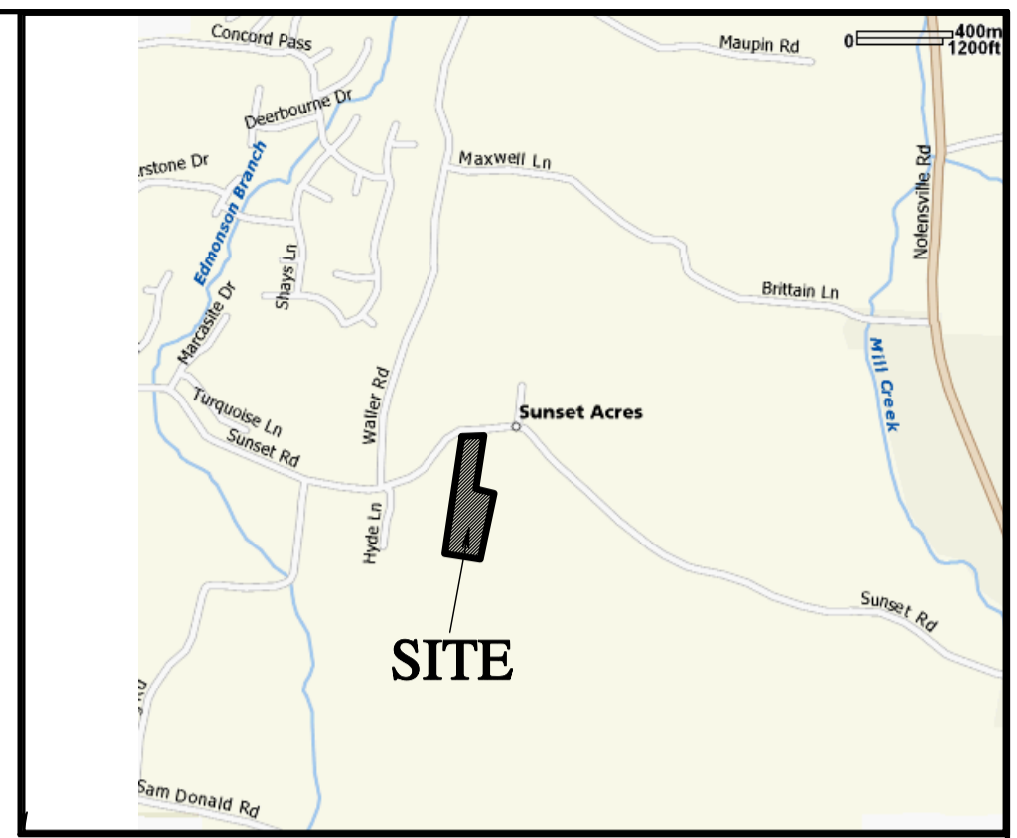 Concord Pass
Maupin Rd
0
400m
1200ft
Deerbourne Dr
rstone Dr
Edmonson Branch
Maxwell Ln
Nolensville Rd
Shays Ln
Brittain Ln
Marcasite Dr
Mill Creek
Turquoise Ln
Waller Rd
Sunset Acres
Sunset Rd
Hyde Ln
Sunset Rd
SITE
Rd
Sam Donald Rd